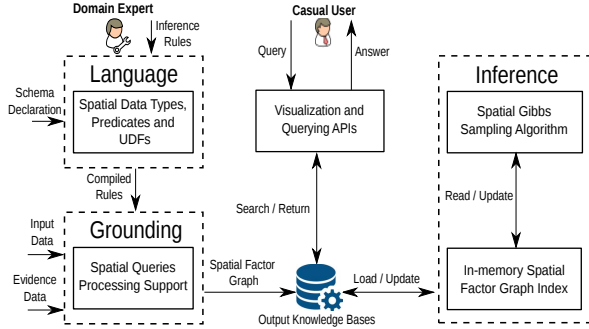 Domain Expert
Casual User
Inference
Rules
Query
Answer
Language
Schema
Declaration
Spatial Data Types,
Predicates and
UDFs
Visualization and
Querying APIs
Inference
Spatial Gibbs
Sampling Algorithm
Compiled
Rules
Search / Return
Read / Update
Grounding
Input
Data
Evidence
Data
Spatial Queries
Processing Support
Spatial Factor
Graph
Load / Update
In-memory Spatial
Factor Graph Index
Output Knowledge Bases